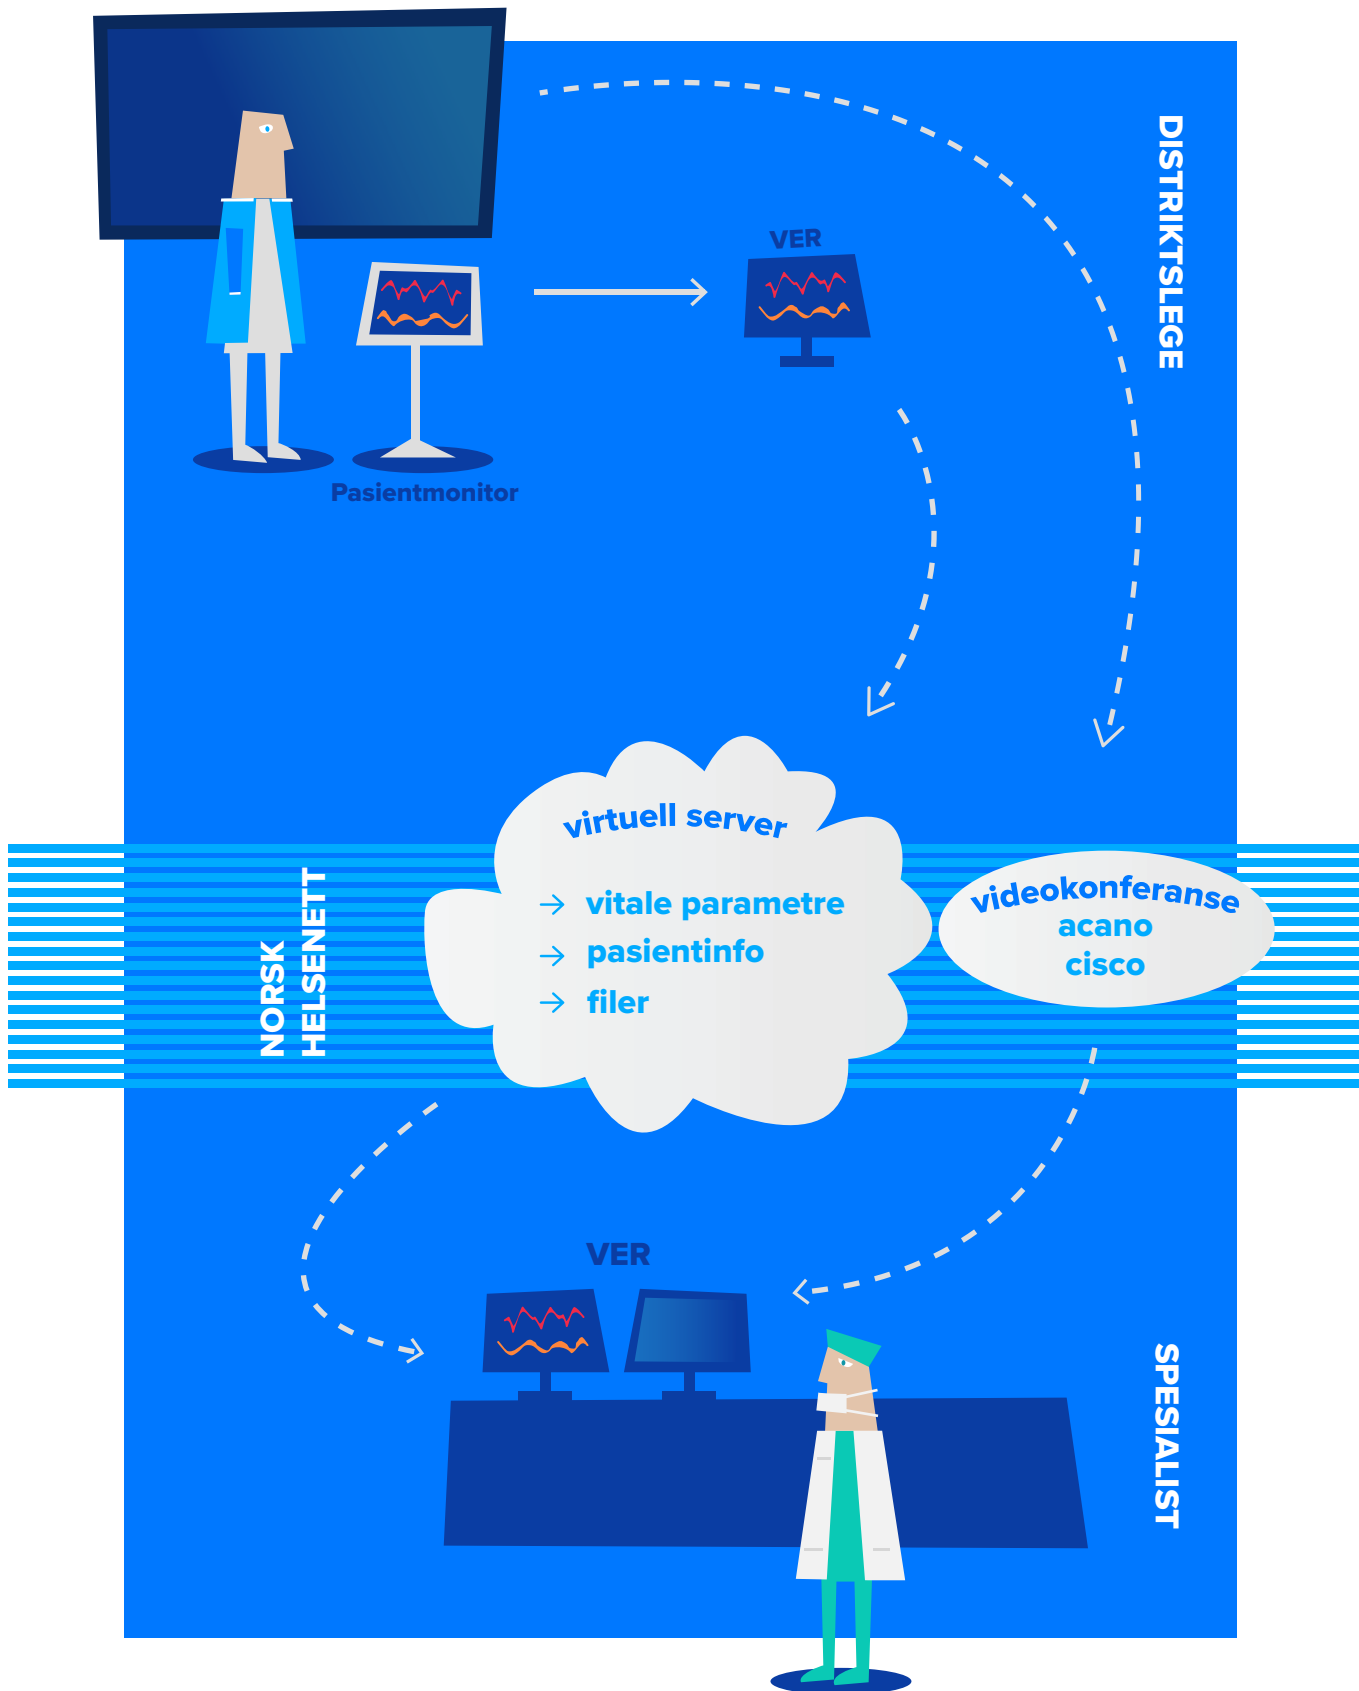 DISTRIKTSLEGE
VER
Pasientmonitor
virtuell server
→ vitale parametre
→ pasientinfo
→ filer
videokonferanse
acano
cisco
NORSK
HELSENETT
VER
SPESIALIST